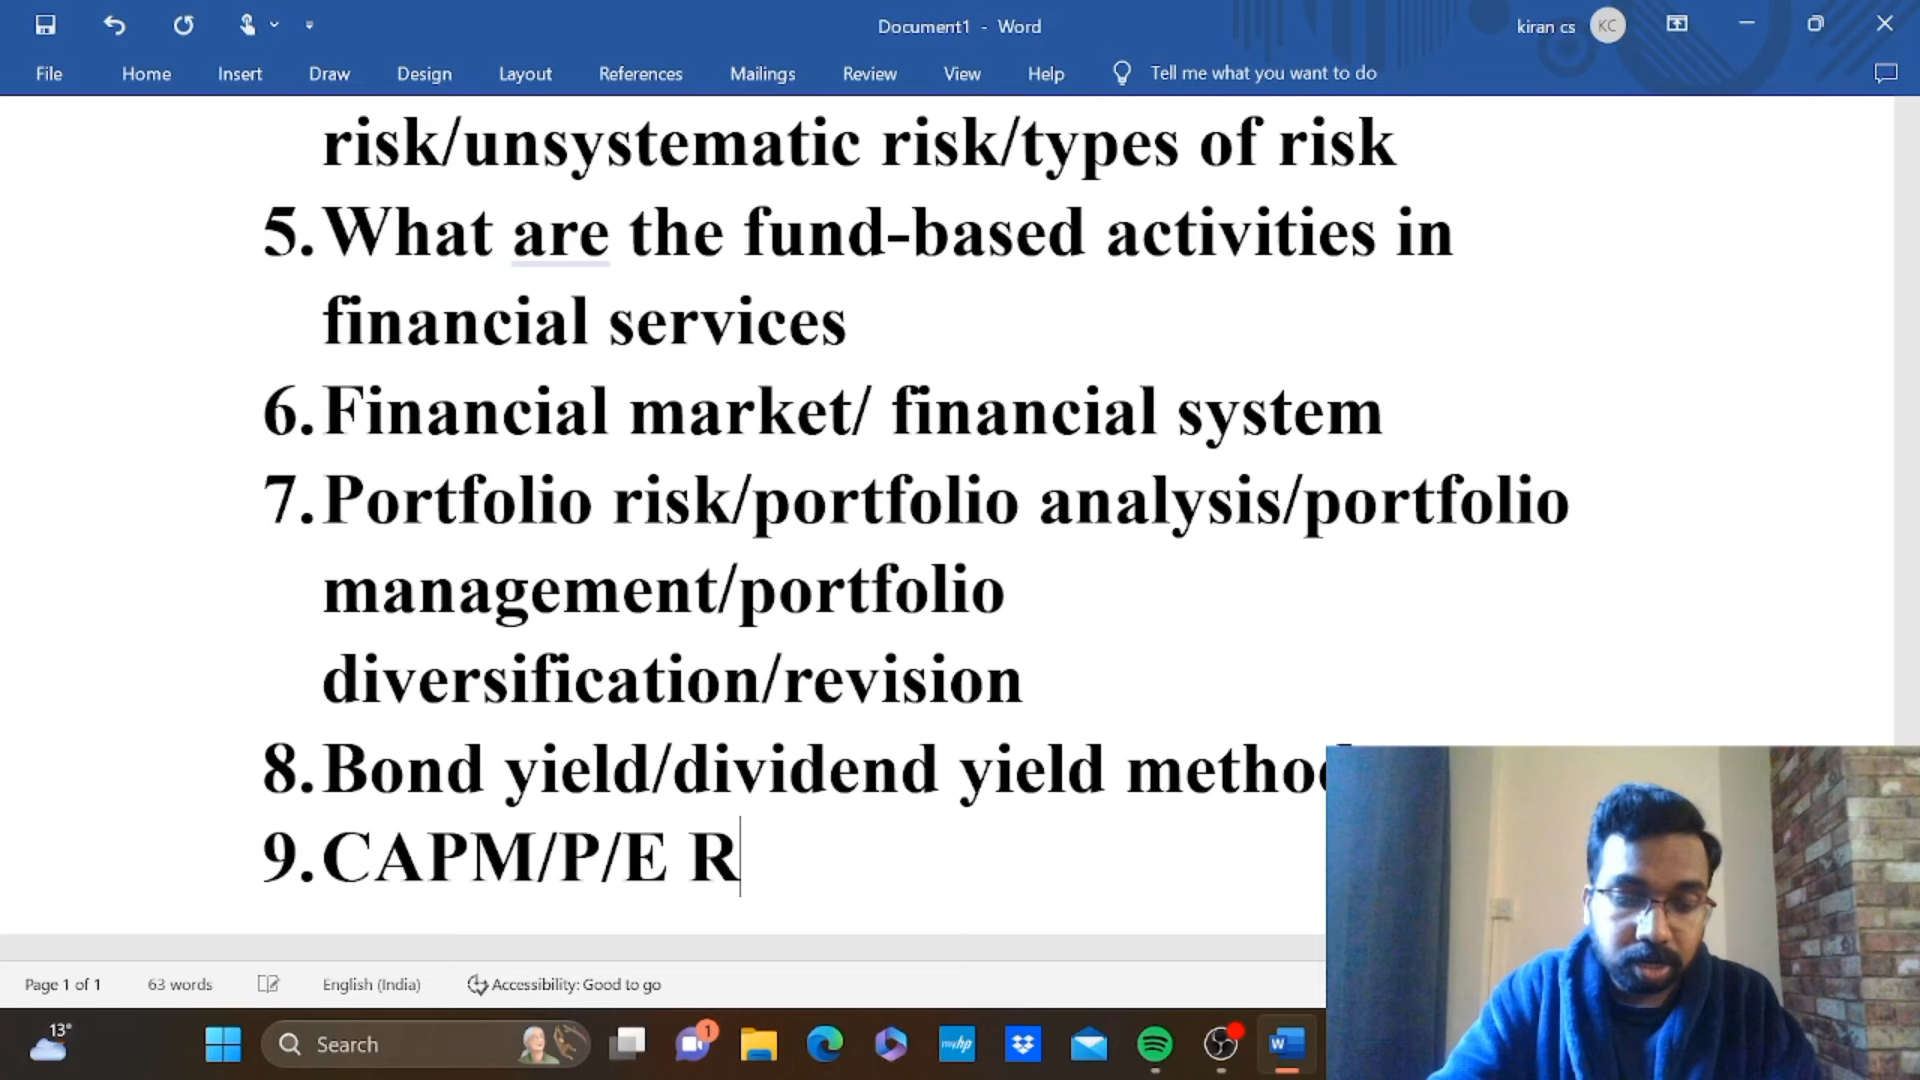 Document1 - Word
kiran cs
KC
File
Home
Insert
Draw
Design
Layout
References
Mailings
Review
View
Help
Tell me what you want to do
risk/unsystematic risk/types of risk
5. What are the fund-based activities in
financial services
6. Financial market/ financial system
7. Portfolio risk/portfolio analysis/portfolio
management/portfolio
diversification/revision
8. Bond yield/dividend yield
9. CAPM/P/E R
Page 1 of 1
63 words
English (India)
Accessibility: Good to go
13°
Search
1
myhp
W